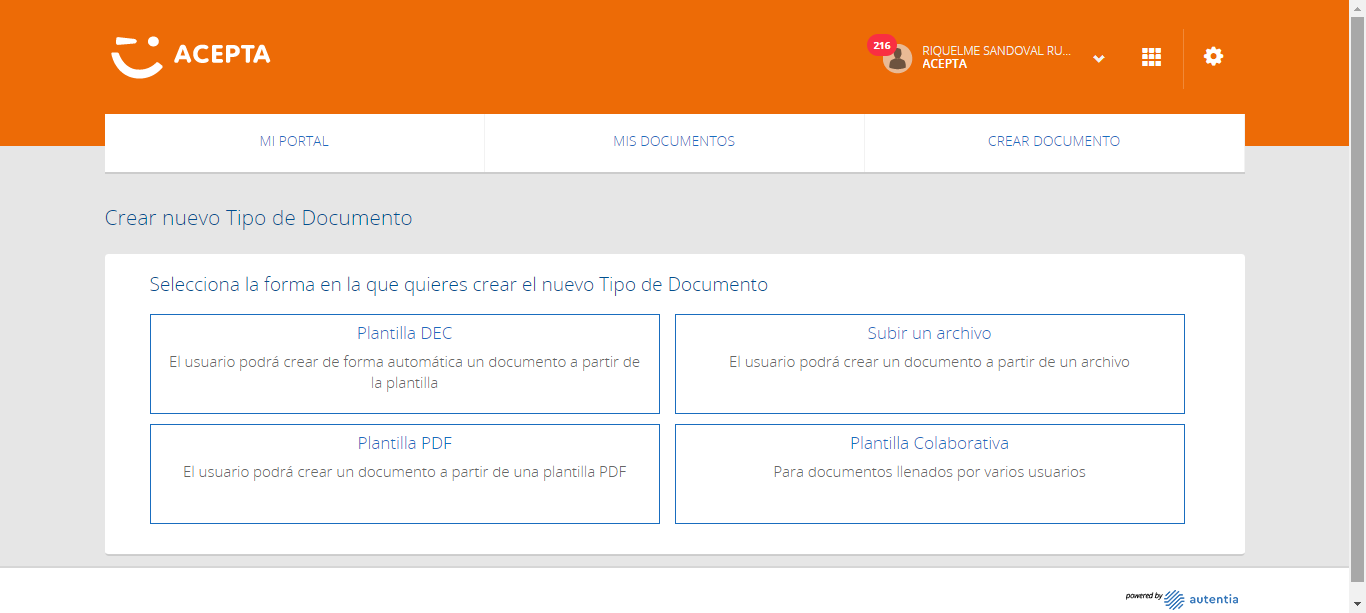 ACEPTA
216
RIQUELME SANDOVAL RU...
ACEPTA
MI PORTAL
MIS DOCUMENTOS
CREAR DOCUMENTO
Crear nuevo Tipo de Documento
Selecciona la forma en la que quieres crear el nuevo Tipo de Documento
Plantilla DEC
El usuario podrá crear de forma automática un documento a partir de
la plantilla
Subir un archivo
El usuario podrá crear un documento a partir de un archivo
Plantilla PDF
El usuario podrá crear un documento a partir de una plantilla PDF
Plantilla Colaborativa
Para documentos llenados por varios usuarios
powered by autentia